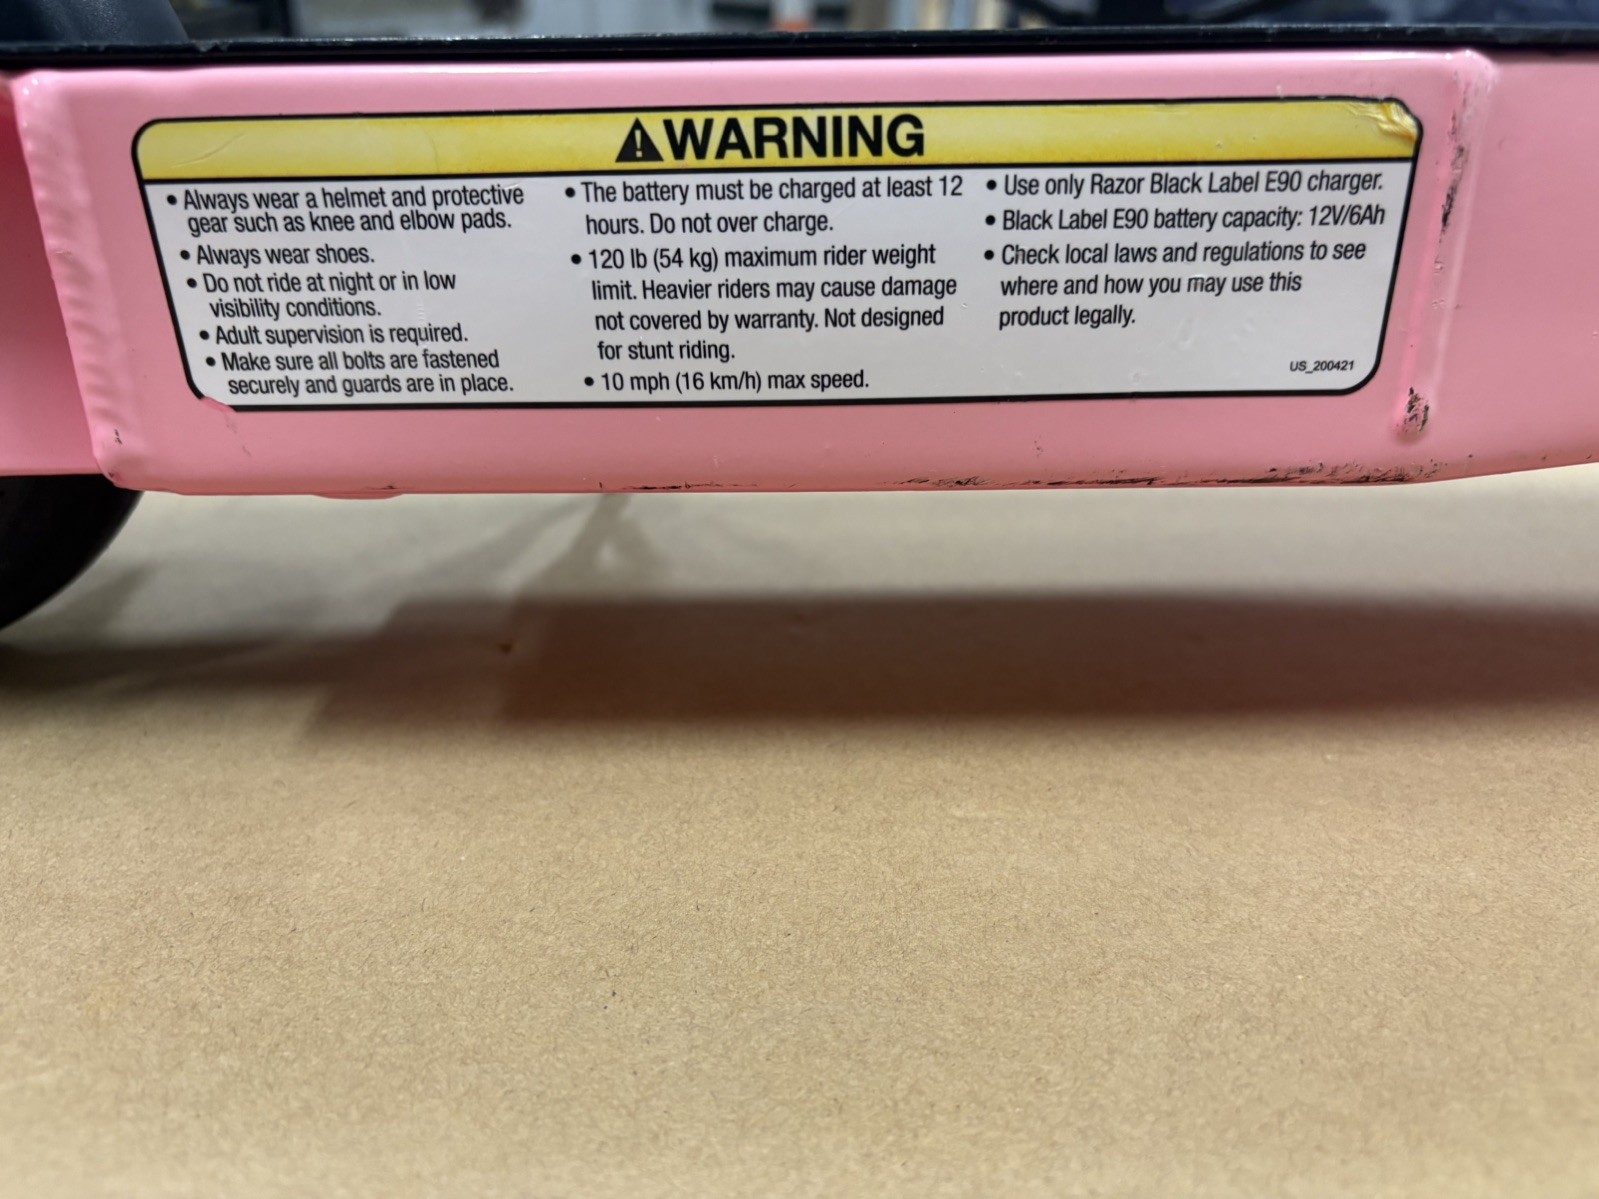 WARNING
• Always wear a helmet and protective
gear such as knee and elbow pads.
• Always wear shoes.
• Do not ride at night or in low
visibility conditions.
• Adult supervision is required.
• Make sure all bolts are fastened
securely and guards are in place.
• The battery must be charged at least 12
hours. Do not over charge.
• 120 lb (54 kg) maximum rider weight
limit. Heavier riders may cause damage
not covered by warranty. Not designed
for stunt riding.
• 10 mph (16 km/h) max speed.
• Use only Razor Black Label E90 charger.
• Black Label E90 battery capacity: 12V/6Ah
• Check local laws and regulations to see
where and how you may use this
product legally.
US_200421